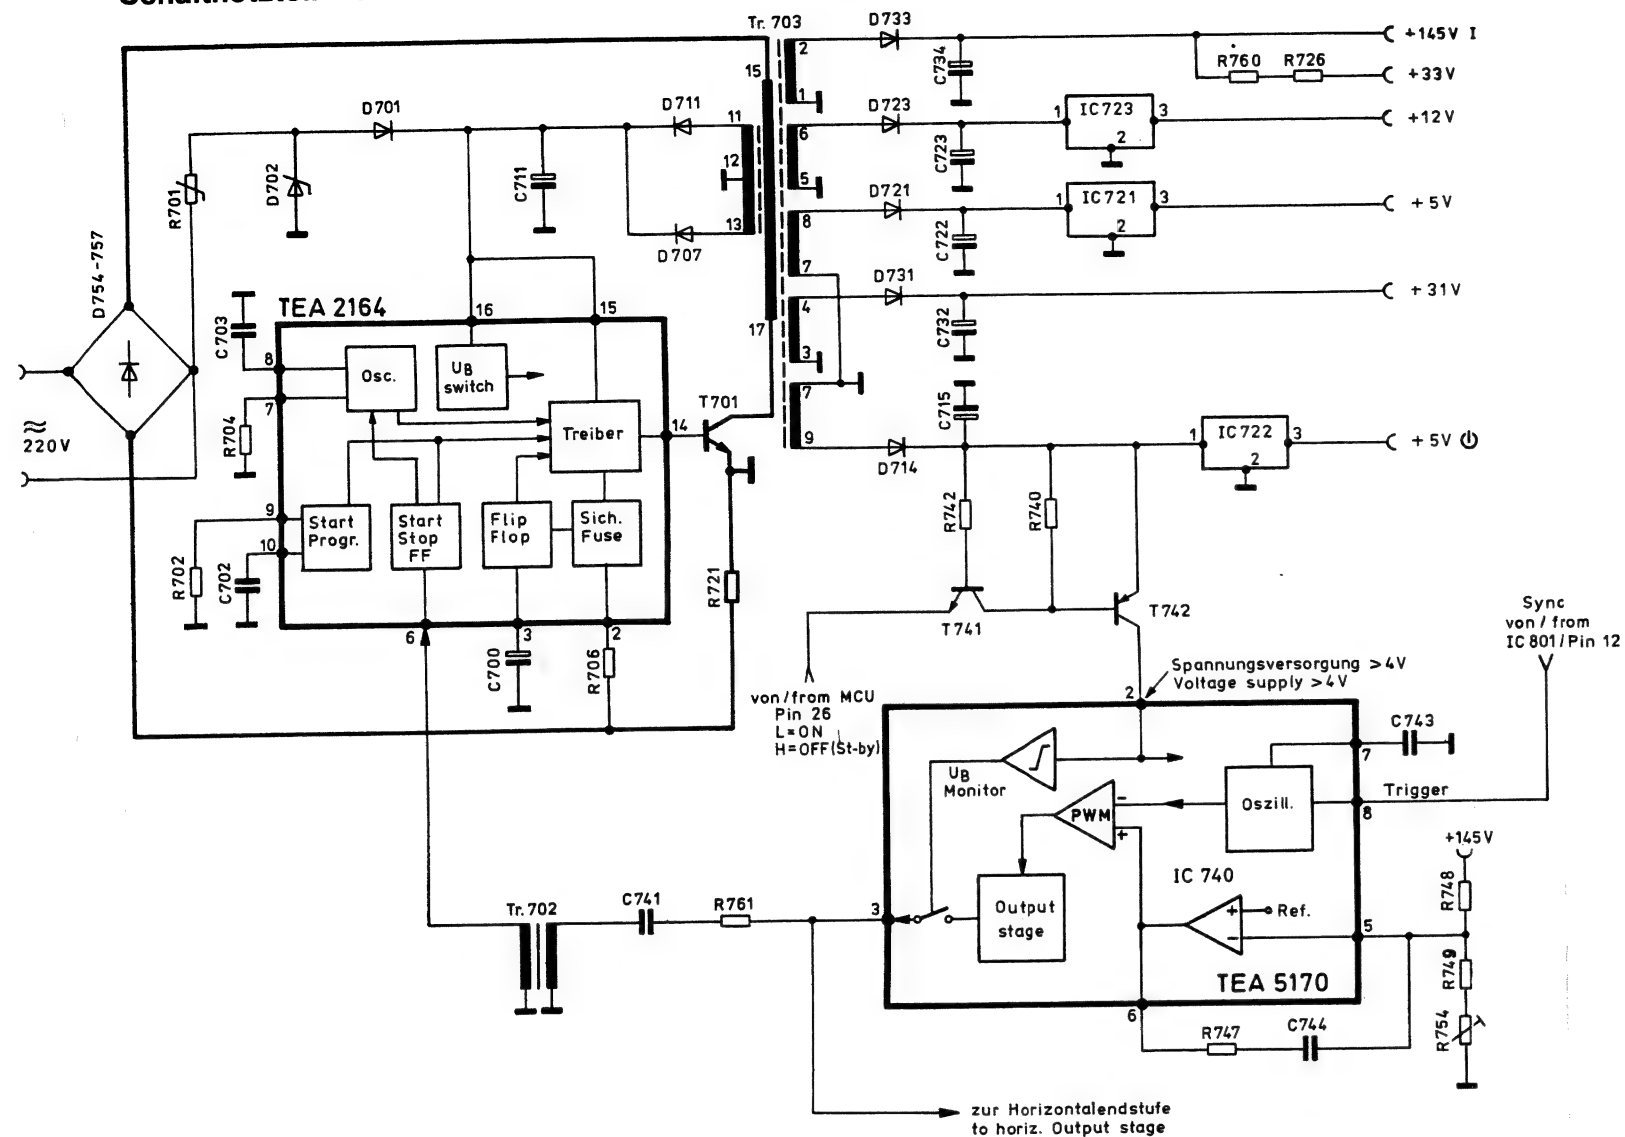 Tr. 703
D733
+145V I
15
2
C734
R760
R726
+33V
1
D701
D711
11
D723
IC723
1
3
+12V
2
6
C723
12
R701
D702
C711
5
D721
IC721
1
3
+5V
2
13
8
D707
C722
D754-757
7
D731
+31V
TEA 2164
16
15
17
4
C732
C703
8
3
Osc.
UB
switch
7
7
C715
T701
R704
Treiber
14
≈
220V
9
D714
IC722
1
3
+5V ⏻
2
9
Start
Progr.
Start
Stop
FF
Flip
Flop
Sich.
Fuse
R742
R740
10
R702
C702
R721
6
3
2
T741
T742
Sync
von / from
IC 801/Pin 12
C700
R706
von/from MCU
Pin 26
L=ON
H=OFF(St-by)
Spannungsversorgung >4V
Voltage supply >4V
2
C743
7
UB
Monitor
PWM
-
+
Oszill.
Trigger
8
+145V
IC 740
R748
Tr. 702
C741
R761
3
Output
stage
+
-
Ref.
5
TEA 5170
R749
6
R747
C744
R754
zur Horizontalendstufe
to horiz. Output stage